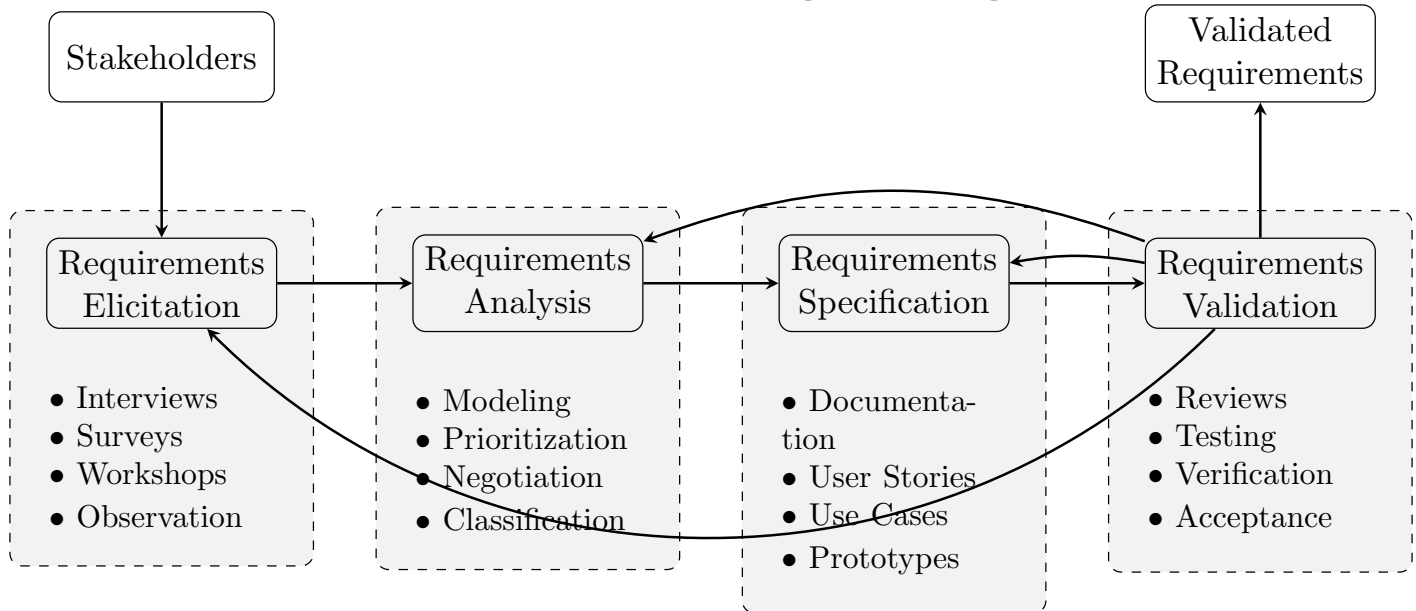 Stakeholders
Validated
Requirements
Requirements
Elicitation
Requirements
Analysis
Requirements
Specification
Requirements
Validation
● Interviews
● Surveys
● Workshops
● Observation
● Modeling
● Prioritization
● Negotiation
● Classification
● Documenta-
tion
● User Stories
● Use Cases
● Prototypes
● Reviews
● Testing
● Verification
● Acceptance